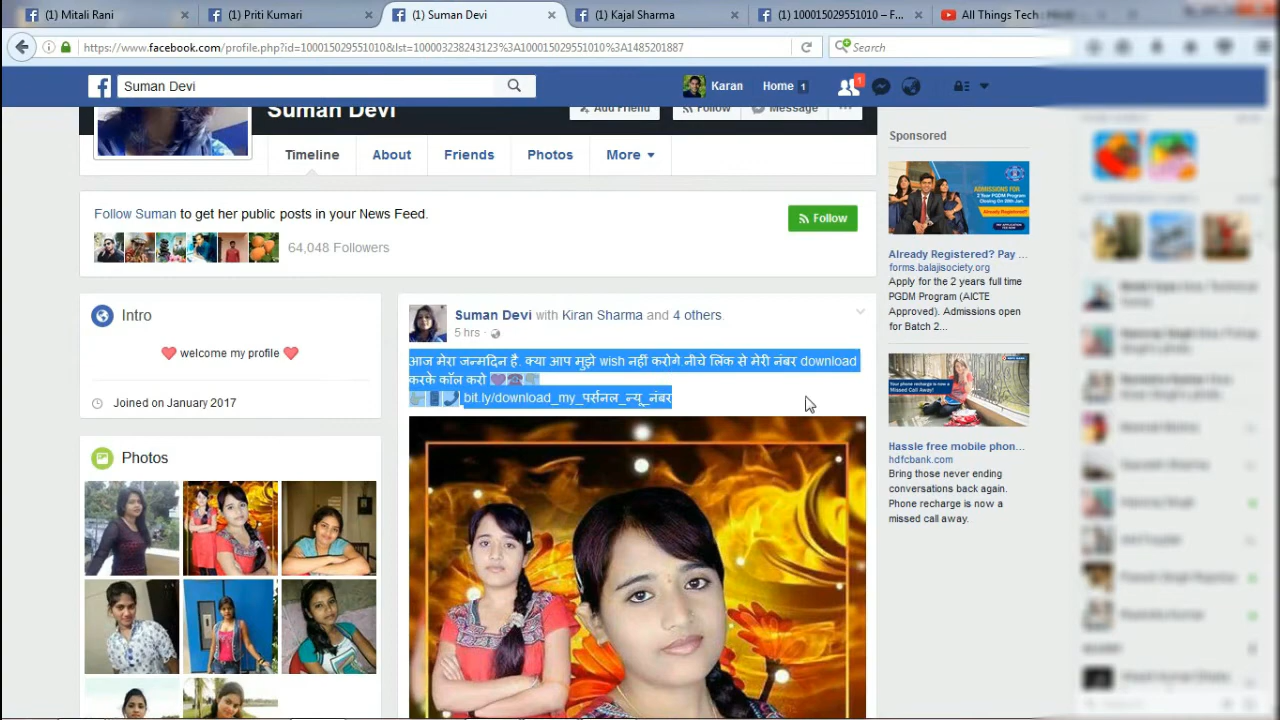 (1) Mitali Rani
(1) Priti Kumari
(1) Suman Devi
(1) Kajal Sharma
(1) 100015029551010 – F...
All Things Tech
https://www.facebook.com/profile.php?id=100015029551010&lst=100003238243123%3A100015029551010%3A1485201887
Search
Suman Devi
Karan
Home 1
1
Suman Devi
Add Friend
Follow
Message
Timeline
About
Friends
Photos
More
Follow Suman to get her public posts in your News Feed.
Follow
64,048 Followers
Intro
welcome my profile
Joined on January 2017
Photos
Suman Devi with Kiran Sharma and 4 others.
5 hrs
आज मेरा जन्मदिन है. क्या आप मुझे wish नहीं करोगे.नीचे लिंक से मेरी नंबर download
करके कॉल करो
bit.ly/download_my_पर्सनल_न्यू_नंबर
Sponsored
ADMISSIONS FOR
2 Year PGDM Program
Already Registered? Pay ...
forms.balajisociety.org
Apply for the 2 years full time
PGDM Program (AICTE
Approved). Admissions open
for Batch 2...
Hassle free mobile phon...
hdfcbank.com
Bring those never ending
conversations back again.
Phone recharge is now a
missed call away.